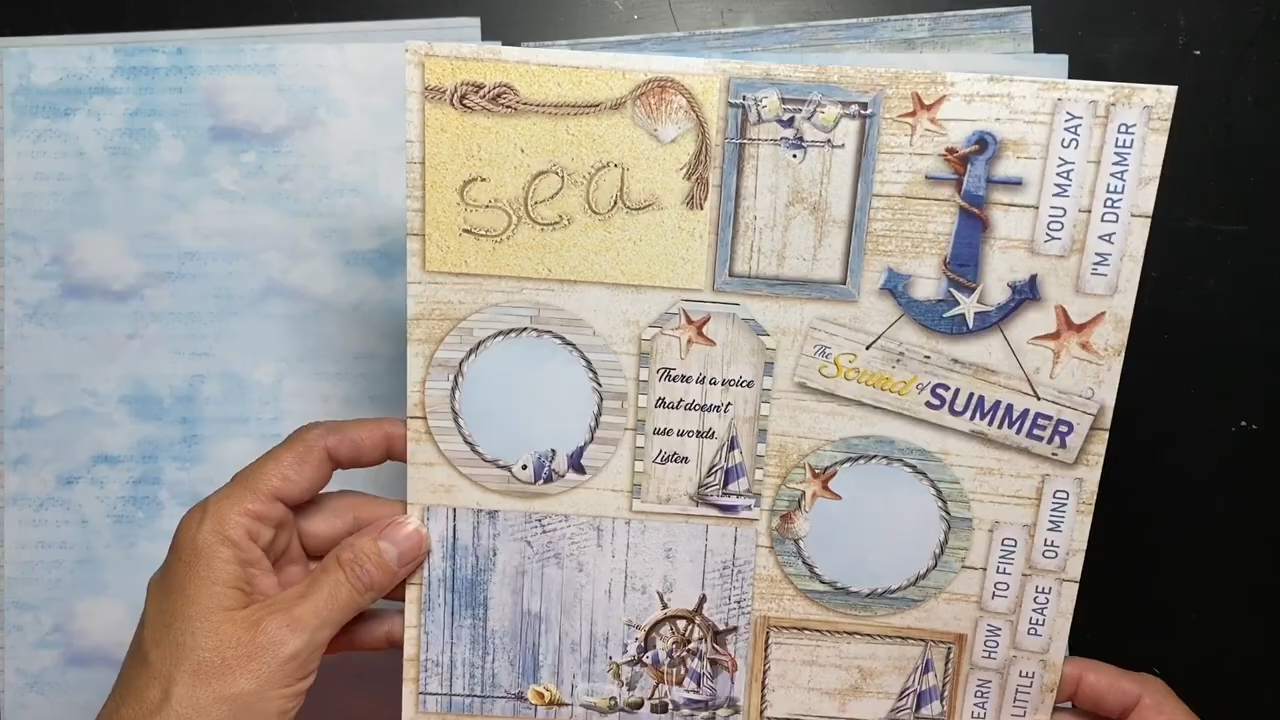 sea
YOU MAY SAY
I'M A DREAMER
The Sound of
SUMMER
There is a voice
that doesn't
use words.
Listen
OF MIND
TO FIND
PEACE
HOW
LITTLE
EARN